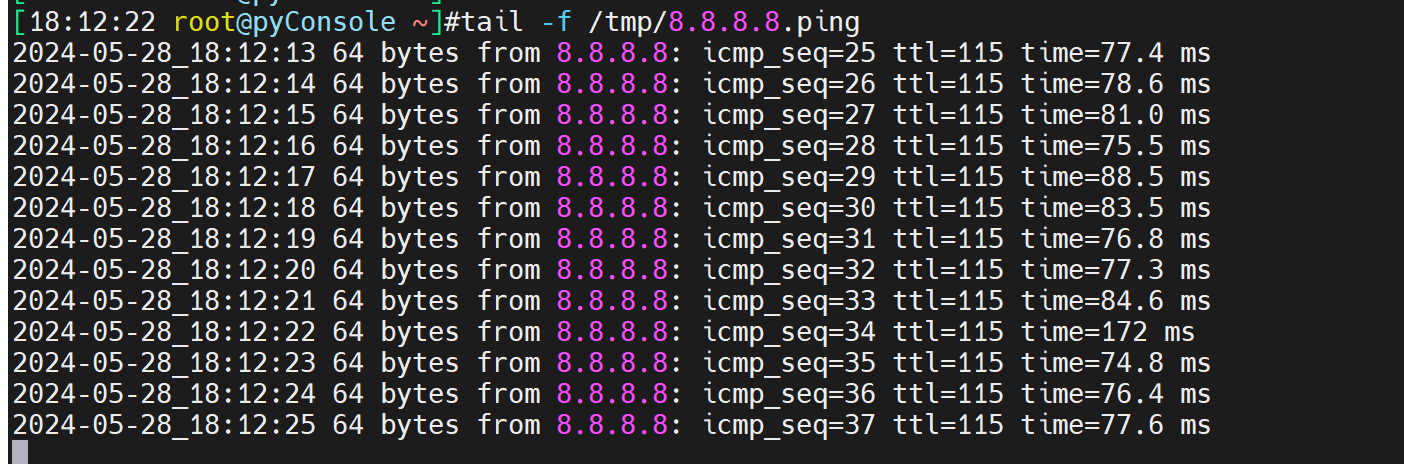 [18:12:22 root@pyConsole ~]#tail -f /tmp/8.8.8.8.ping
2024-05-28_18:12:13 64 bytes from 8.8.8.8: icmp_seq=25 ttl=115 time=77.4 ms
2024-05-28_18:12:14 64 bytes from 8.8.8.8: icmp_seq=26 ttl=115 time=78.6 ms
2024-05-28_18:12:15 64 bytes from 8.8.8.8: icmp_seq=27 ttl=115 time=81.0 ms
2024-05-28_18:12:16 64 bytes from 8.8.8.8: icmp_seq=28 ttl=115 time=75.5 ms
2024-05-28_18:12:17 64 bytes from 8.8.8.8: icmp_seq=29 ttl=115 time=88.5 ms
2024-05-28_18:12:18 64 bytes from 8.8.8.8: icmp_seq=30 ttl=115 time=83.5 ms
2024-05-28_18:12:19 64 bytes from 8.8.8.8: icmp_seq=31 ttl=115 time=76.8 ms
2024-05-28_18:12:20 64 bytes from 8.8.8.8: icmp_seq=32 ttl=115 time=77.3 ms
2024-05-28_18:12:21 64 bytes from 8.8.8.8: icmp_seq=33 ttl=115 time=84.6 ms
2024-05-28_18:12:22 64 bytes from 8.8.8.8: icmp_seq=34 ttl=115 time=172 ms
2024-05-28_18:12:23 64 bytes from 8.8.8.8: icmp_seq=35 ttl=115 time=74.8 ms
2024-05-28_18:12:24 64 bytes from 8.8.8.8: icmp_seq=36 ttl=115 time=76.4 ms
2024-05-28_18:12:25 64 bytes from 8.8.8.8: icmp_seq=37 ttl=115 time=77.6 ms